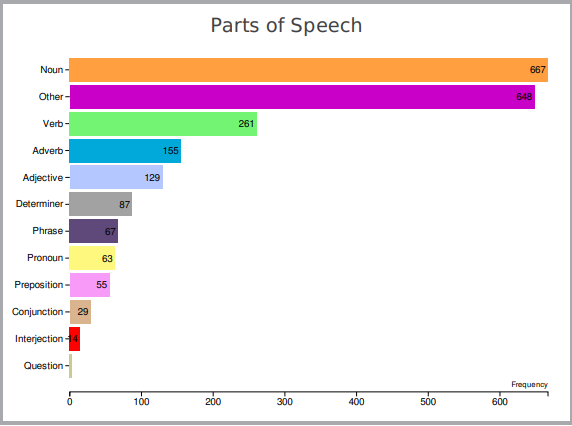 Parts of Speech
Noun 667
Other 648
Verb 261
Adverb 155
Adjective 129
Determiner 87
Phrase 67
Pronoun 63
Preposition 55
Conjunction 29
Interjection 14
Question
Frequency
0 100 200 300 400 500 600